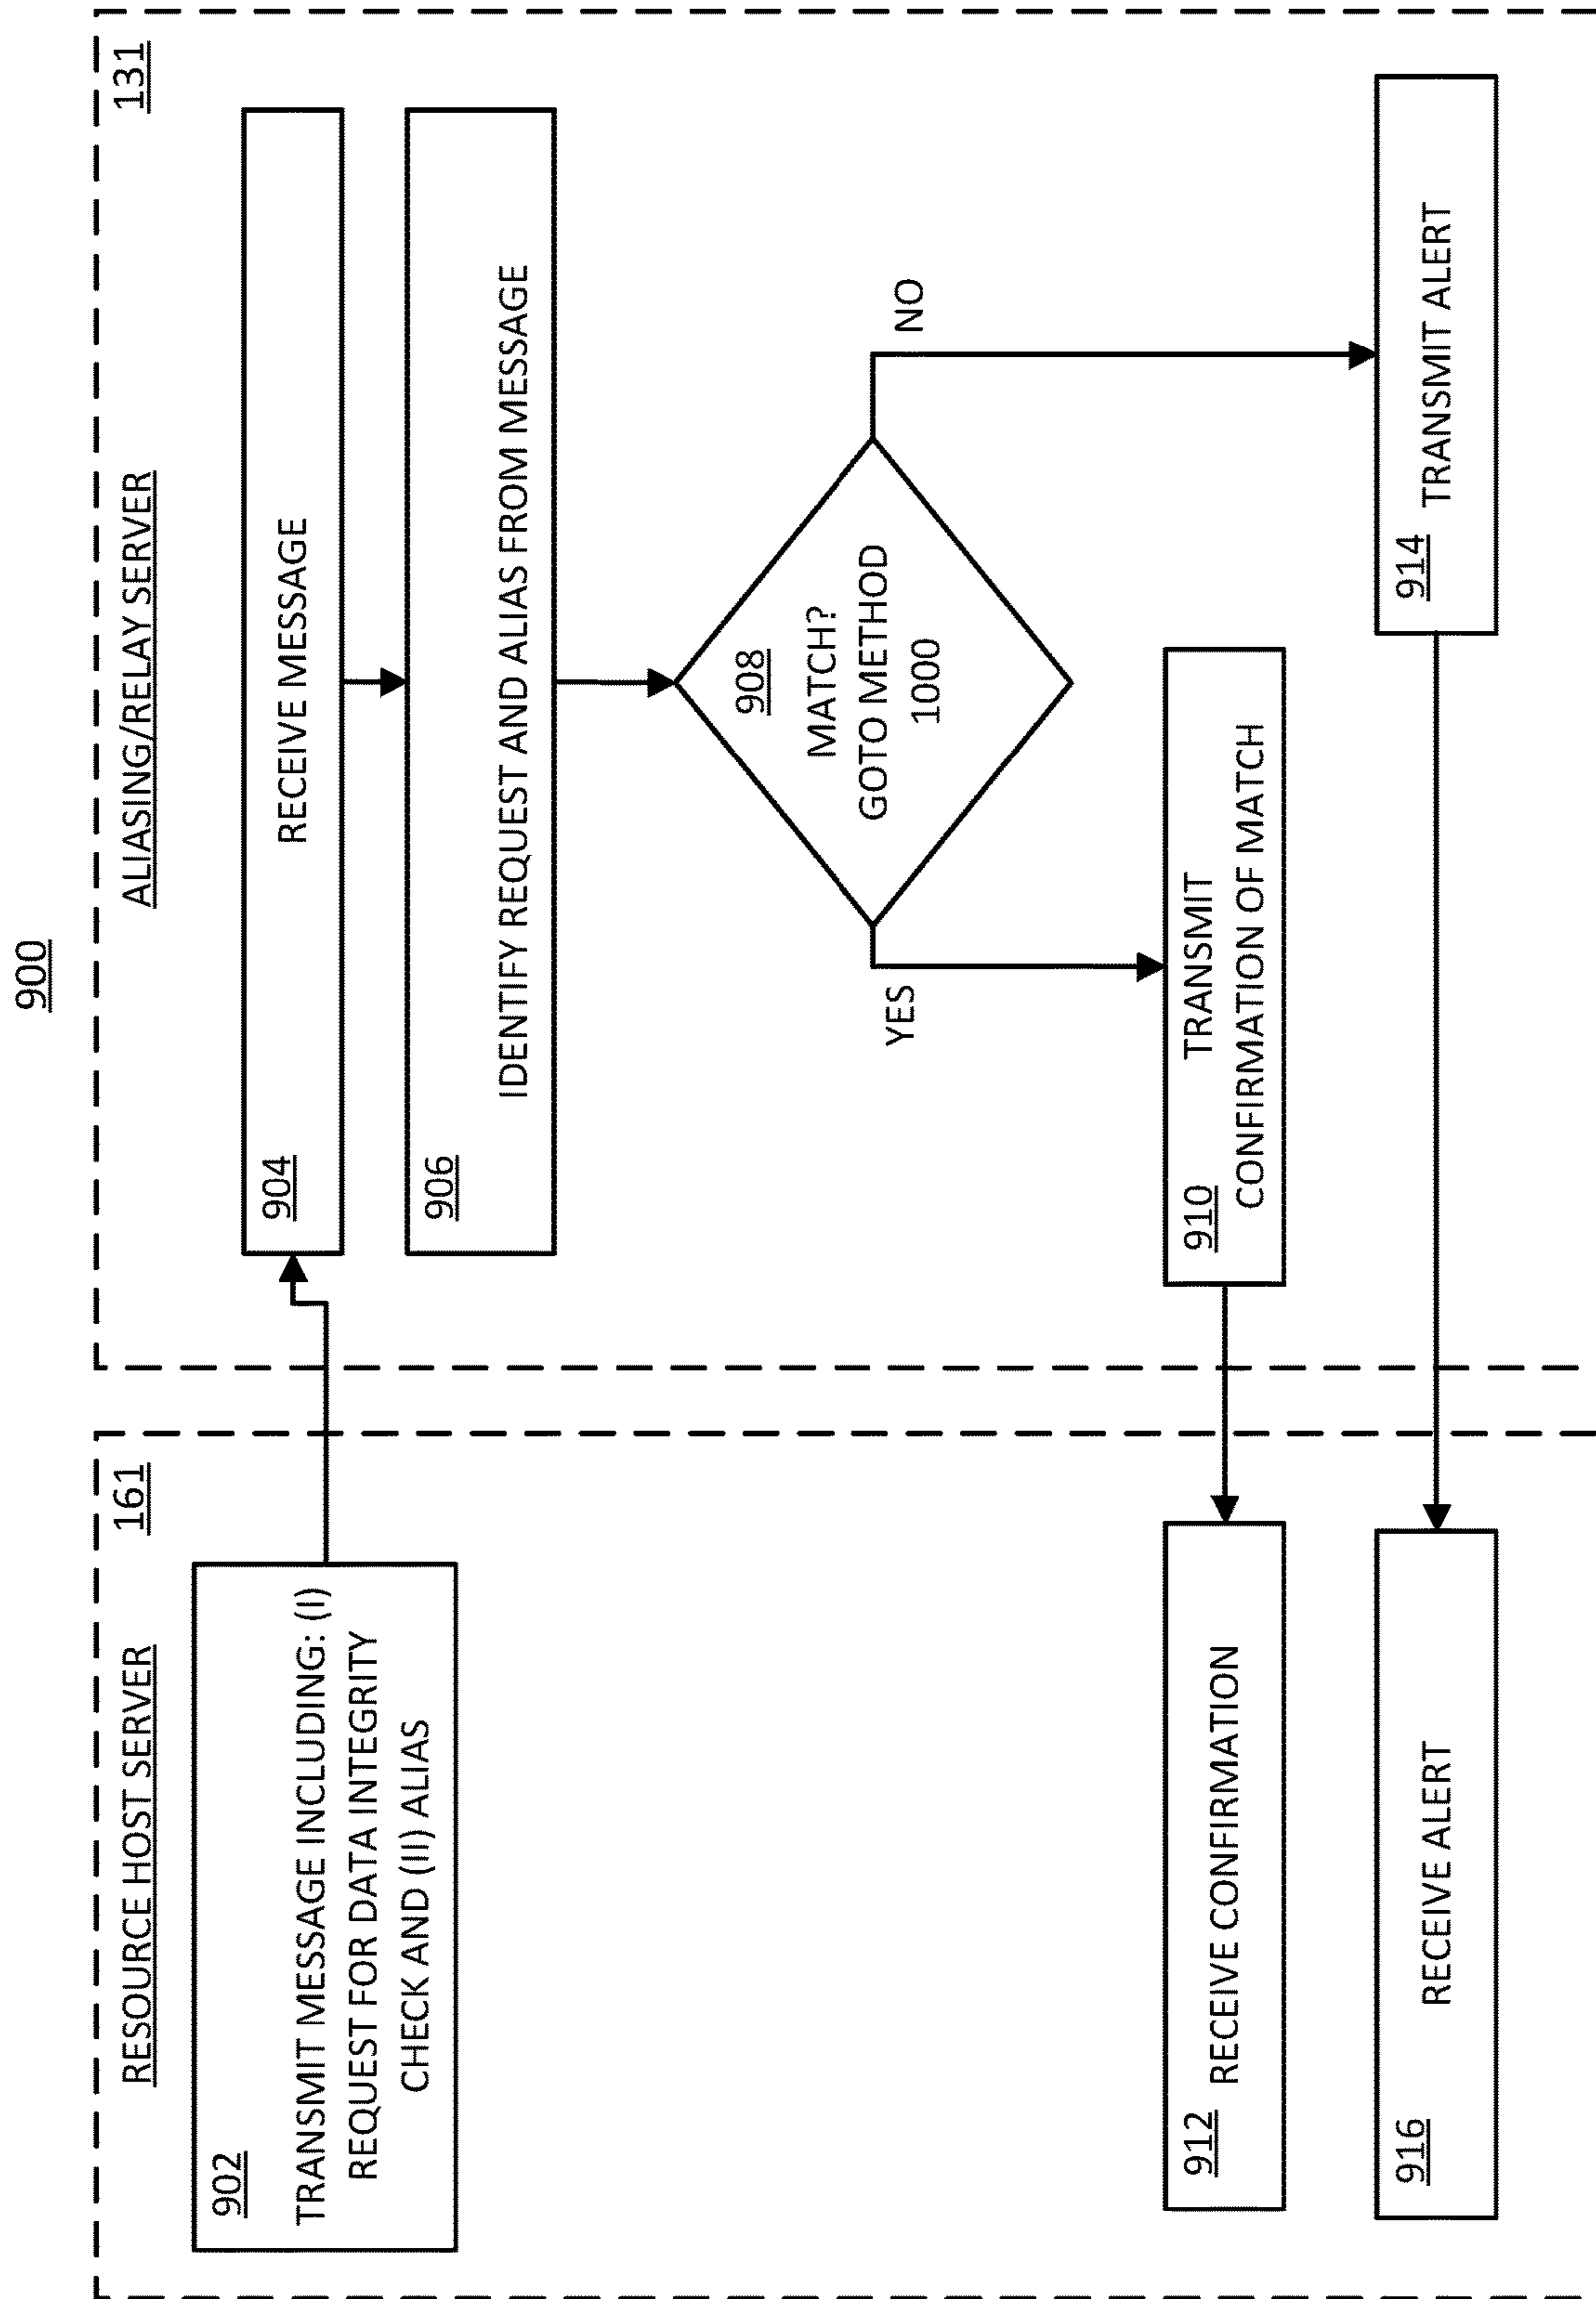 900
RESOURCE HOST SERVER
161
902
TRANSMIT MESSAGE INCLUDING: (I)
REQUEST FOR DATA INTEGRITY
CHECK AND (II) ALIAS
ALIASING/RELAY SERVER
131
904
RECEIVE MESSAGE
906
IDENTIFY REQUEST AND ALIAS FROM MESSAGE
908
MATCH?
GOTO METHOD
1000
YES
NO
910
TRANSMIT
CONFIRMATION OF MATCH
912
RECEIVE CONFIRMATION
914
TRANSMIT ALERT
916
RECEIVE ALERT